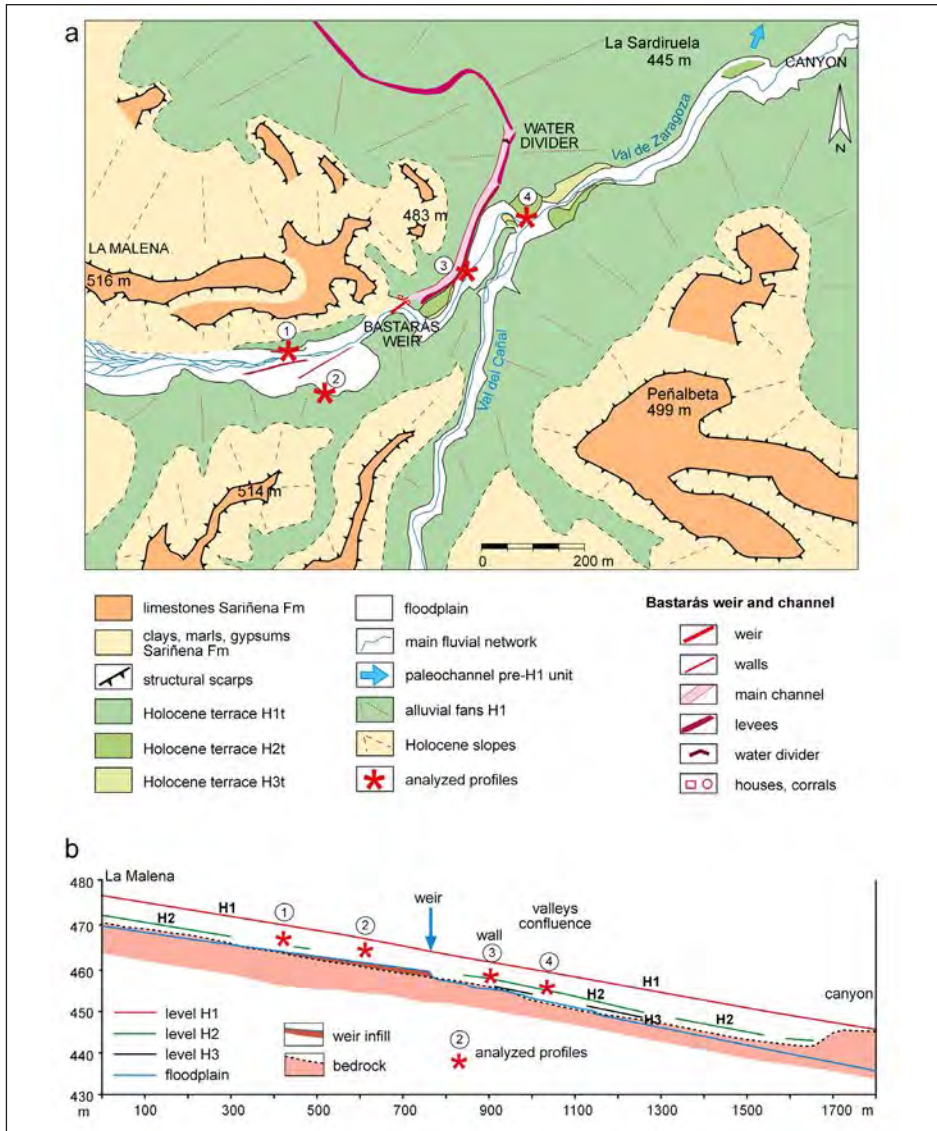 a
La Sardiruela
445 m
CANYON
N
Val de Zaragoza
WATER
DIVIDER
4
483 m
LA MALENA
3
516 m
BASTARAS
WEIR
1
2
Val del Cañal
Peñalbeta
499 m
514 m
0
200 m
limestones Sariñena Fm
clays, marls, gypsums
Sariñena Fm
structural scarps
Holocene terrace H1t
Holocene terrace H2t
Holocene terrace H3t
floodplain
main fluvial network
paleochannel pre-H1 unit
alluvial fans H1
Holocene slopes
analyzed profiles
Bastarás weir and channel
weir
walls
main channel
levees
water divider
houses, corrals
b
La Malena
480
470
460
450
440
430
H2
H1
1
2
weir
wall
3
valleys
confluence
4
H1
H2
H3
H2
canyon
level H1
level H2
level H3
floodplain
weir infill
bedrock
2
analyzed profiles
m 100 300 500 700 900 1100 1300 1500 1700 m